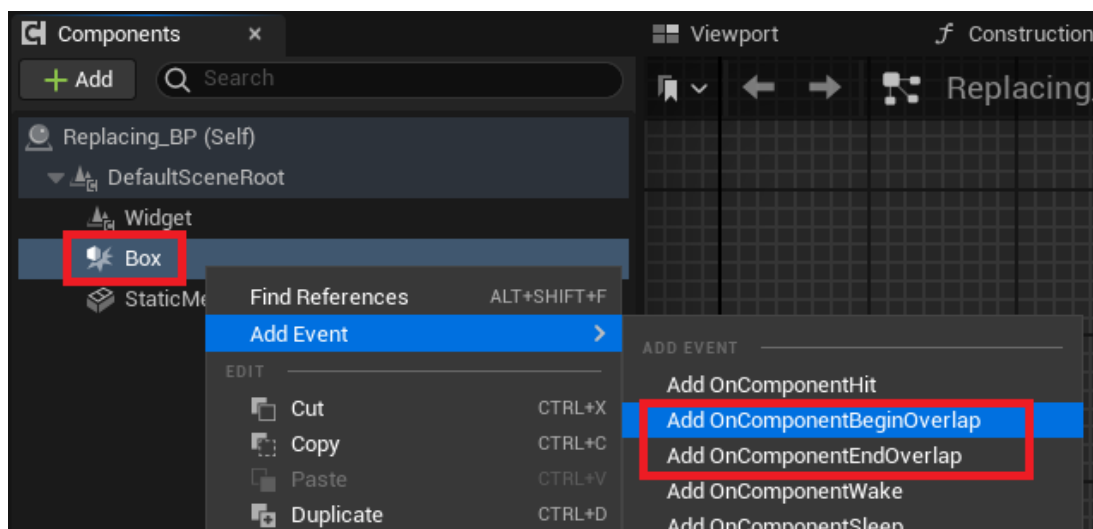 Components ×
Viewport
Construction
+ Add
Search
Replacing_
Replacing_BP (Self)
DefaultSceneRoot
Widget
Box
StaticMe
Find References ALT+SHIFT+F
Add Event
EDIT
Cut CTRL+X
Copy CTRL+C
Paste CTRL+V
Duplicate CTRL+D
ADD EVENT
Add OnComponentHit
Add OnComponentBeginOverlap
Add OnComponentEndOverlap
Add OnComponentWake
Add OnComponentSleep